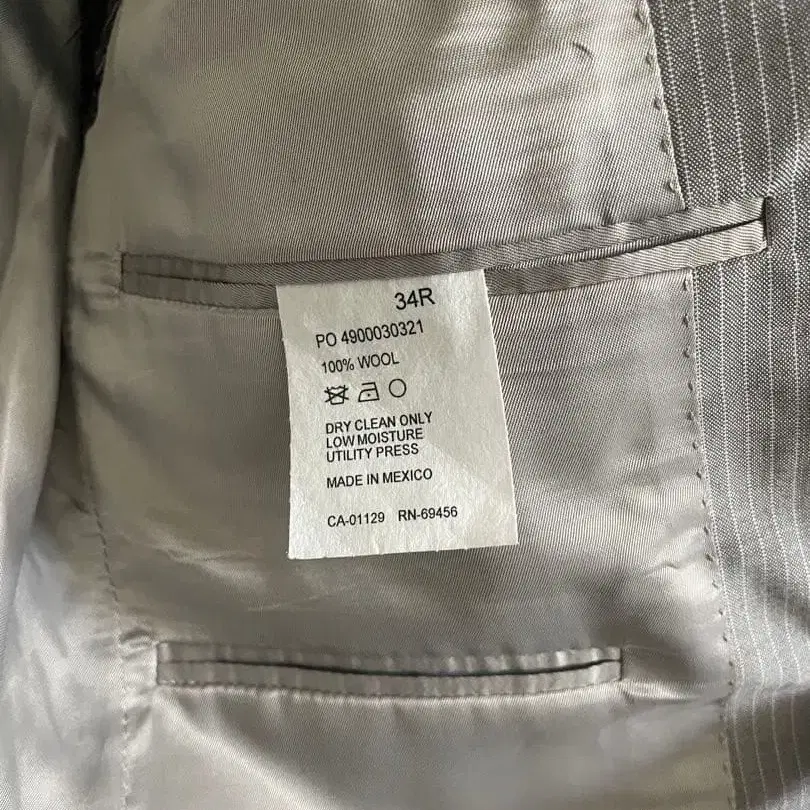 34R
PO 4900030321
100% WOOL
DRY CLEAN ONLY
LOW MOISTURE
UTILITY PRESS
MADE IN MEXICO
CA-01129 RN-69456